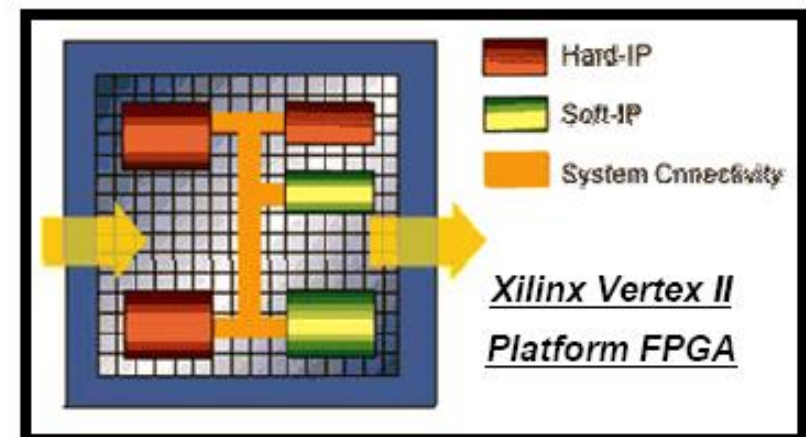 Hard-IP
Soft-IP
System Cnnectivity
Xilinx Vertex II
Platform FPGA